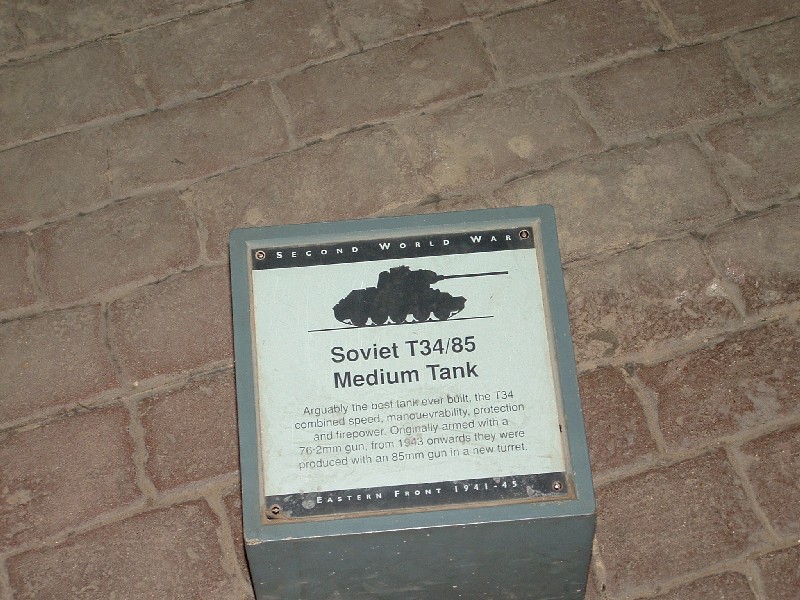 SECOND WORLD WAR
Soviet T34/85
Medium Tank
Arguably the best tank ever built, the T34
combined speed, manouevrability, protection
and firepower. Originally armed with a
76·2mm gun, from 1943 onwards they were
produced with an 85mm gun in a new turret.
EASTERN FRONT 1941-45